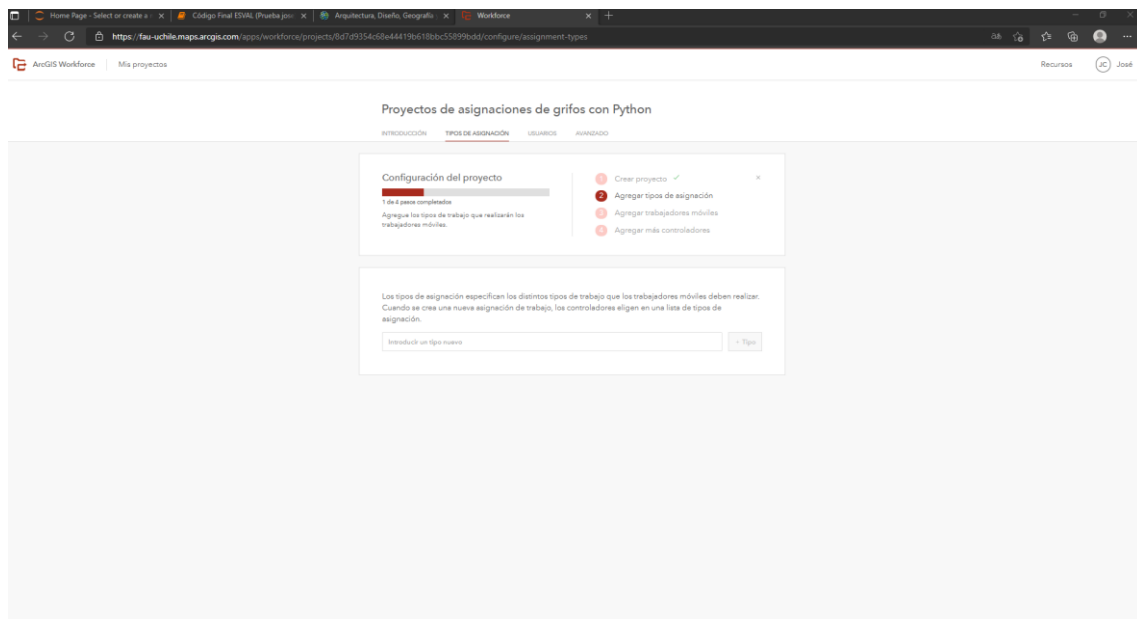 Home Page - Select or create a
Código Final ESVAL (Prueba jose
Arquitectura, Diseño, Geografía
Workforce
https://fau-uchile.maps.arcgis.com/apps/workforce/projects/8d7d9354c68e44419b618bbc55899bdd/configure/assignment-types
ArcGIS Workforce
Mis proyectos
Recursos
JC
José
Proyectos de asignaciones de grifos con Python
INTRODUCCIÓN
TIPOS DE ASIGNACIÓN
USUARIOS
AVANZADO
Configuración del proyecto
1 de 4 pasos completados
Agregue los tipos de trabajo que realizarán los
trabajadores móviles.
1 Crear proyecto
2 Agregar tipos de asignación
3 Agregar trabajadores móviles
4 Agregar más controladores
Los tipos de asignación especifican los distintos tipos de trabajo que los trabajadores móviles deben realizar.
Cuando se crea una nueva asignación de trabajo, los controladores eligen en una lista de tipos de
asignación.
Introducir un tipo nuevo
+ Tipo